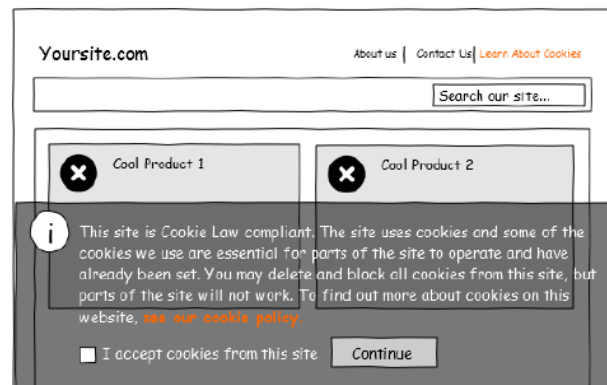 Yoursite.com
About us | Contact Us| Learn About Cookies
Search our site...
Cool Product 1
Cool Product 2
i
This site is Cookie Law compliant. The site uses cookies and some of the
cookies we use are essential for parts of the site to operate and have
already been set. You may delete and block all cookies from this site, but
parts of the site will not work. To find out more about cookies on this
website, see our cookie policy.
I accept cookies from this site
Continue